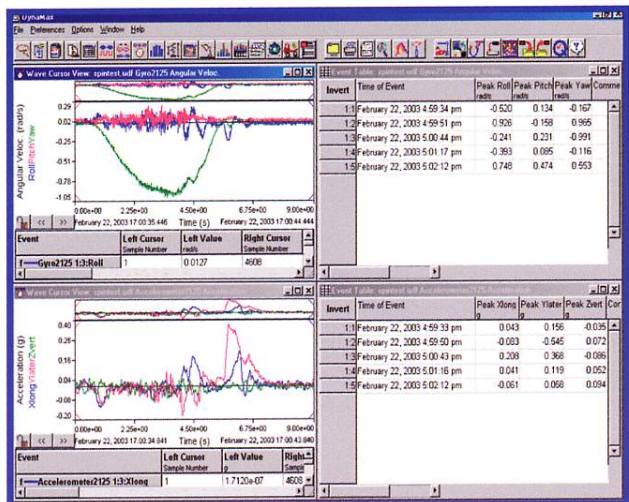 DynaMax
File Preferences Options Window Help
Wave Cursor View: spintest.udf Gyro2125 Angular Veloc.
Angular Veloc (rad/s)
RollPitchYaw
0.29
0.02
-0.25
-0.51
-0.78
-1.05
0.00e+00 2.25e+00 4.50e+00 6.75e+00 9.00e+00
<< >> February 22, 2003 17:00:35.446 Time (s) February 22, 2003 17:00:44.444
Event Left Cursor Left Value Right Cursor
Sample Number rad/s Sample Number
Gyro2125 1:3:Roll 1 0.0127 4608
Event Table: spintest.udf Gyro2125 Angular Veloc.
Invert Time of Event Peak Roll Peak Pitch Peak Yaw Comme
rad/s rad/s rad/s
1:1 February 22, 2003 4:59:34 pm -0.520 0.134 -0.167
1:2 February 22, 2003 4:59:51 pm 0.926 -0.158 0.965
1:3 February 22, 2003 5:00:44 pm -0.241 0.231 -0.991
1:4 February 22, 2003 5:01:17 pm -0.393 0.085 -0.116
1:5 February 22, 2003 5:02:12 pm 0.748 0.474 0.553
Wave Cursor View: spintest.udf Accelerometer2125 Acceleration
Acceleration (g)
XlongYlaterZvert
0.40
0.28
0.16
0.04
-0.08
-0.20
0.00e+00 2.25e+00 4.50e+00 6.75e+00 9.00e+00
<< >> February 22, 2003 17:00:34.841 Time (s) February 22, 2003 17:00:43.840
Event Left Cursor Left Value Right
Sample Number g Sampl
Accelerometer2125 1:3:Xlong 1 1.7120e-07 4608
Event Table: spintest.udf Accelerometer2125 Acceleration
Invert Time of Event Peak Xlong Peak Ylater Peak Zvert Cor
g g g
1:1 February 22, 2003 4:59:33 pm 0.043 0.156 -0.035
1:2 February 22, 2003 4:59:50 pm -0.083 -0.545 0.072
1:3 February 22, 2003 5:00:43 pm 0.208 0.368 -0.086
1:4 February 22, 2003 5:01:16 pm 0.041 0.119 0.052
1:5 February 22, 2003 5:02:12 pm -0.061 0.068 0.094